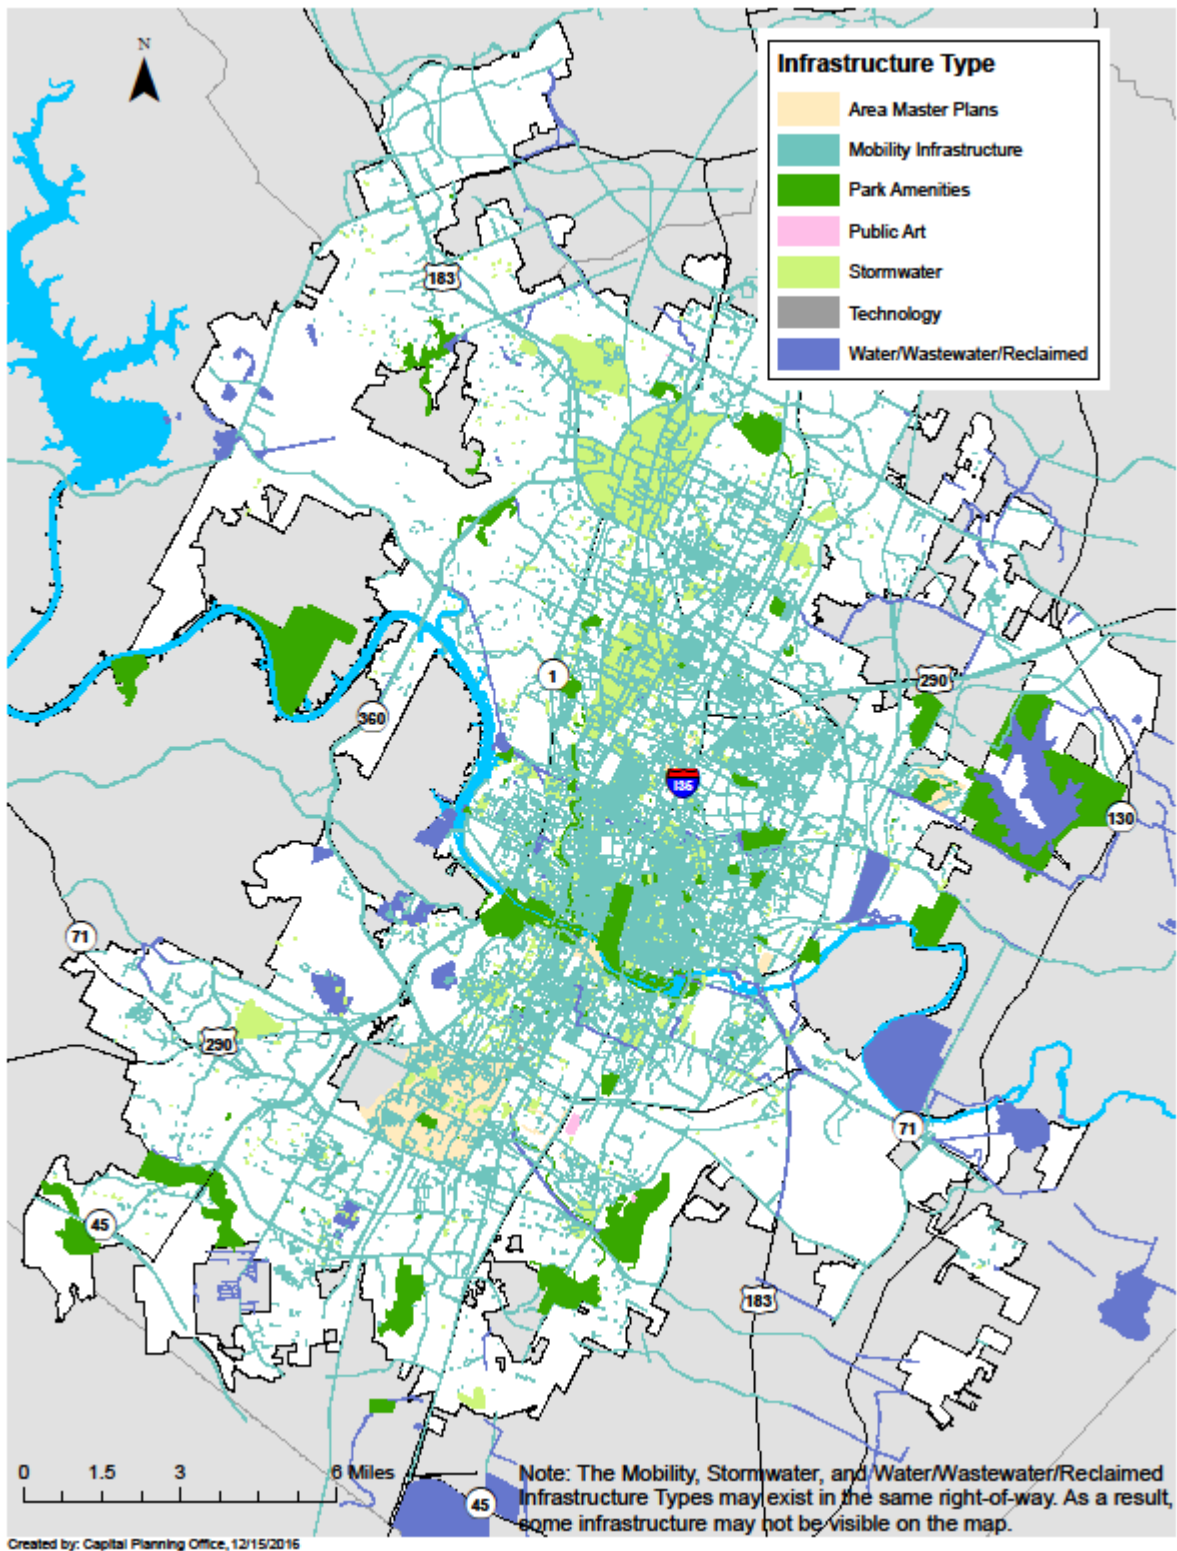 N
Infrastructure Type
Area Master Plans
Mobility Infrastructure
Park Amenities
Public Art
Stormwater
Technology
Water/Wastewater/Reclaimed
183
1
290
360
I35
130
71
290
71
45
183
0 1.5 3 6 Miles
45
Note: The Mobility, Stormwater, and Water/Wastewater/Reclaimed
Infrastructure Types may exist in the same right-of-way. As a result,
some infrastructure may not be visible on the map.
Created by: Capital Planning Office, 12/15/2016